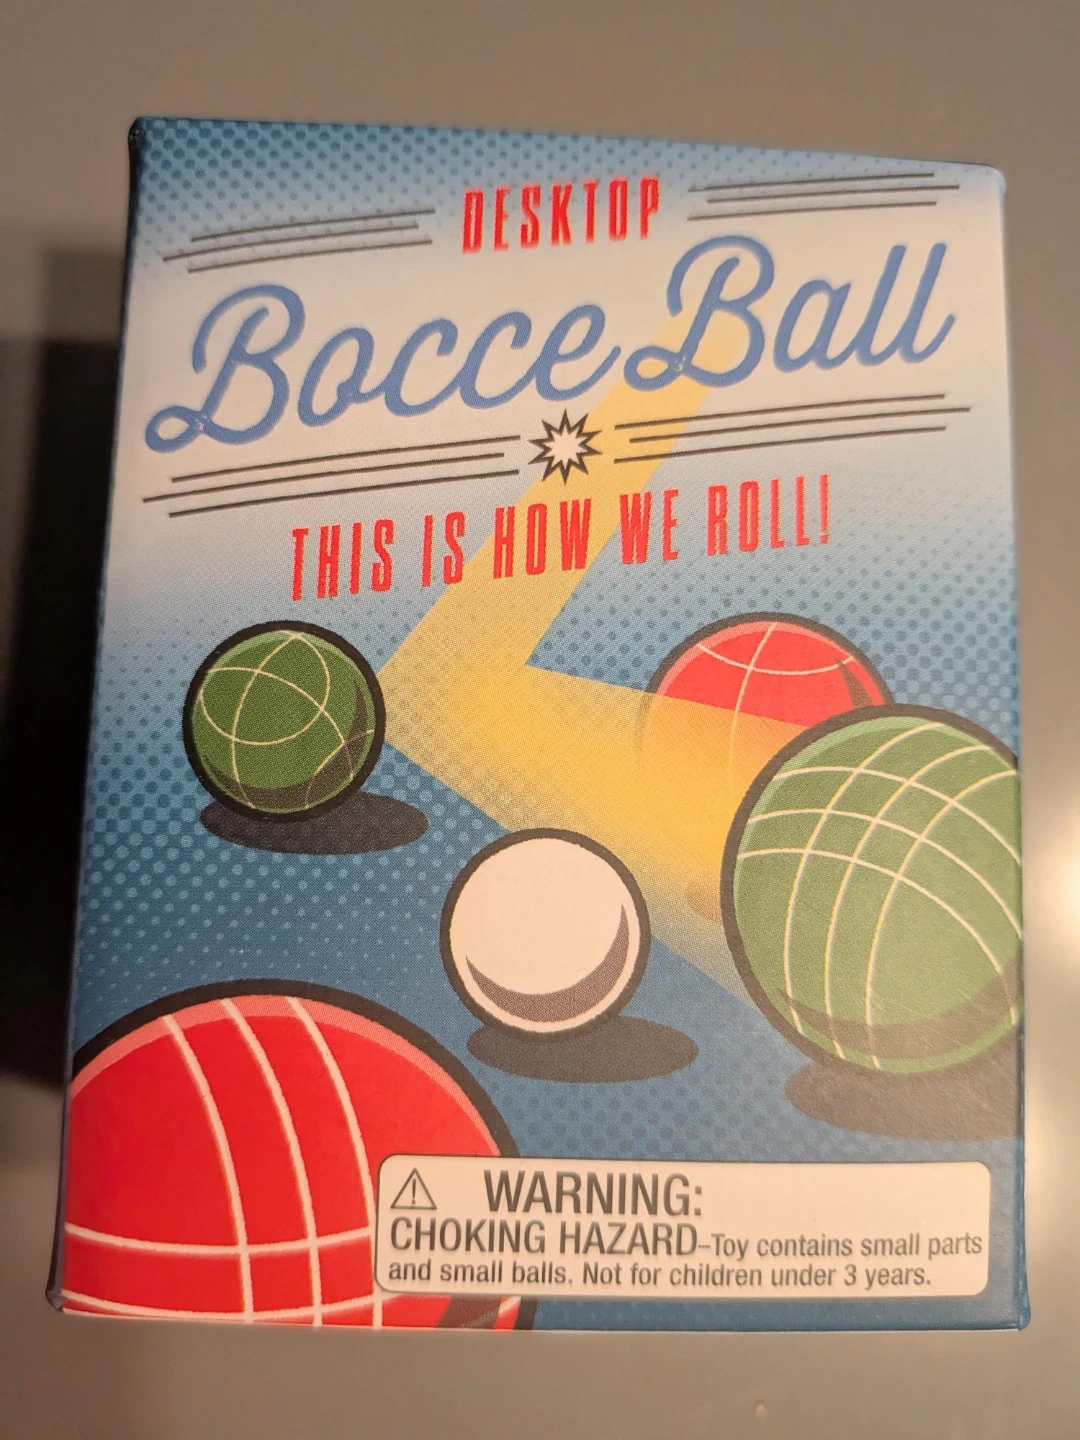 DESKTOP
Bocce Ball
THIS IS HOW WE ROLL!
WARNING:
CHOKING HAZARD–Toy contains small parts
and small balls. Not for children under 3 years.